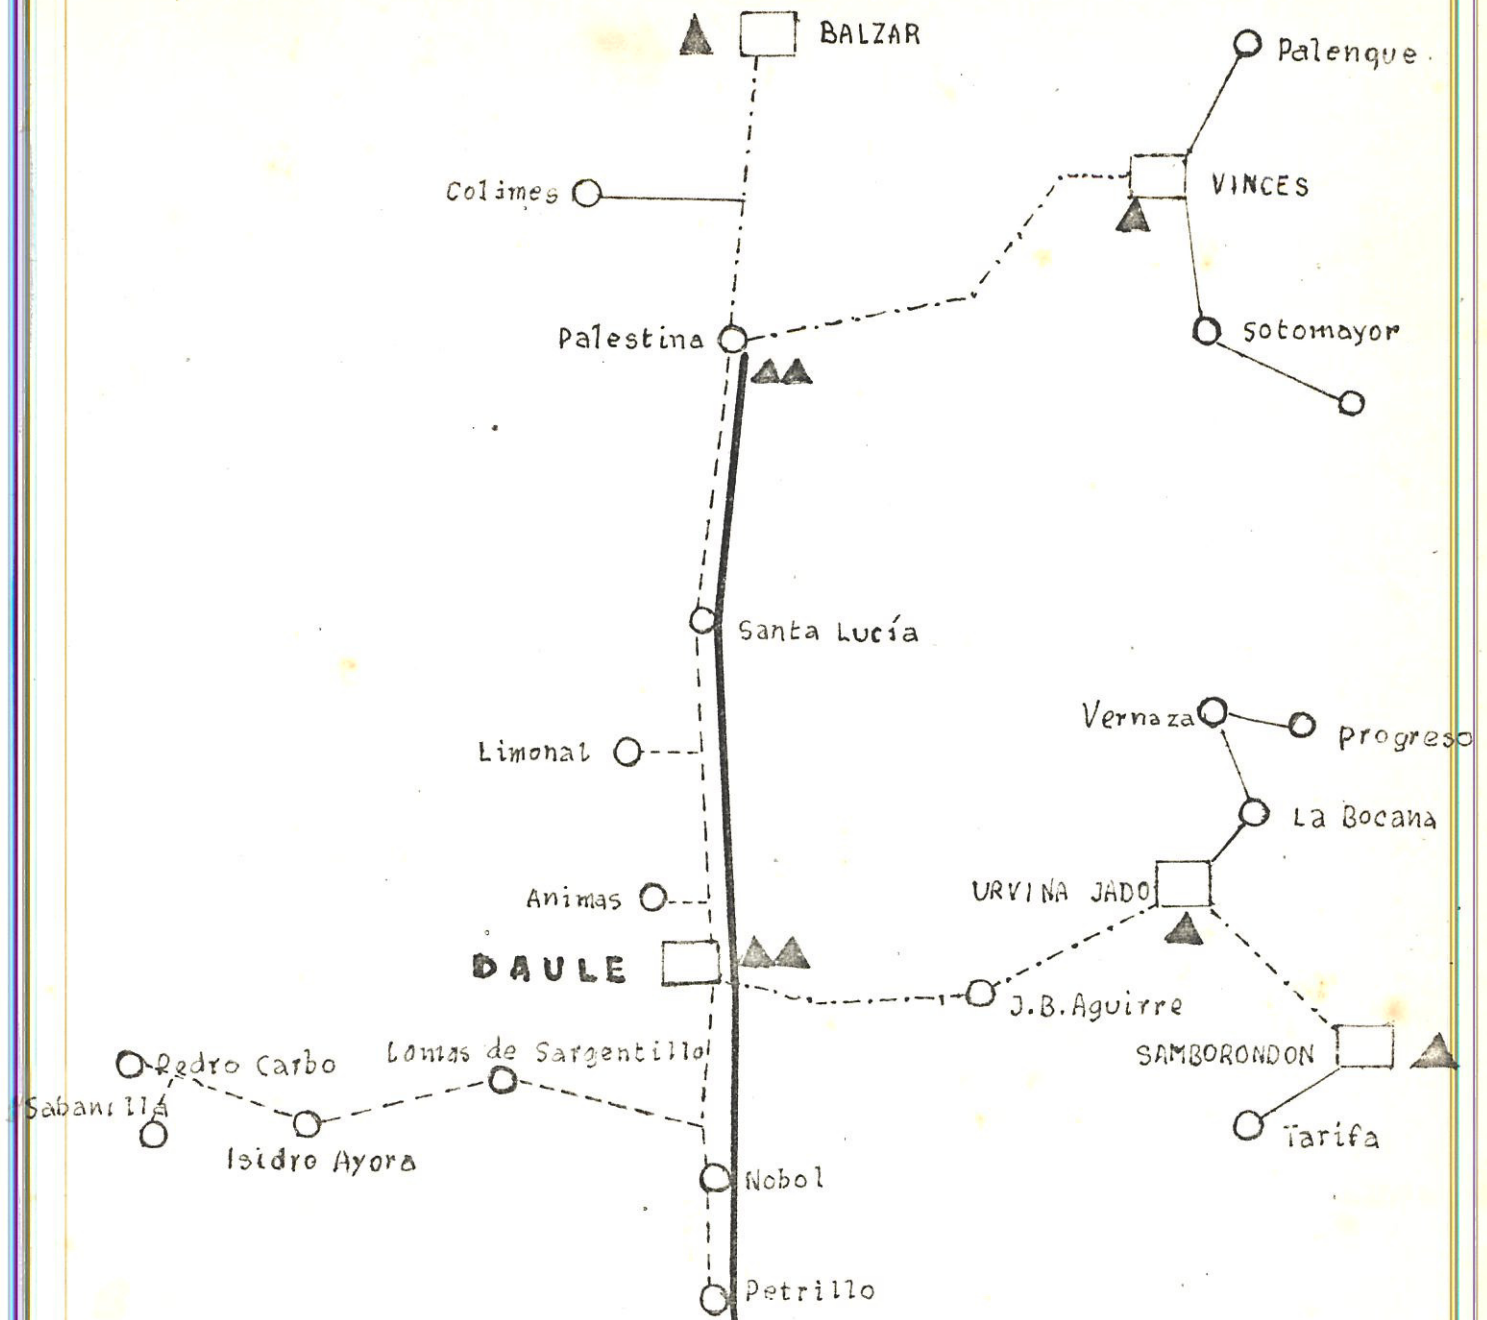 BALZAR
Palenque
Colimes
VINCES
Palestina
Sotomayor
Santa Lucía
Vernaza
Progreso
Limonal
La Bocana
Animas
URVINA JADO
DAULE
J.B.Aguirre
Lomas de Sargentillo
SAMBORONDON
Pedro Carbo
Sabanilla
Tarifa
Isidro Ayora
Nobol
Petrillo